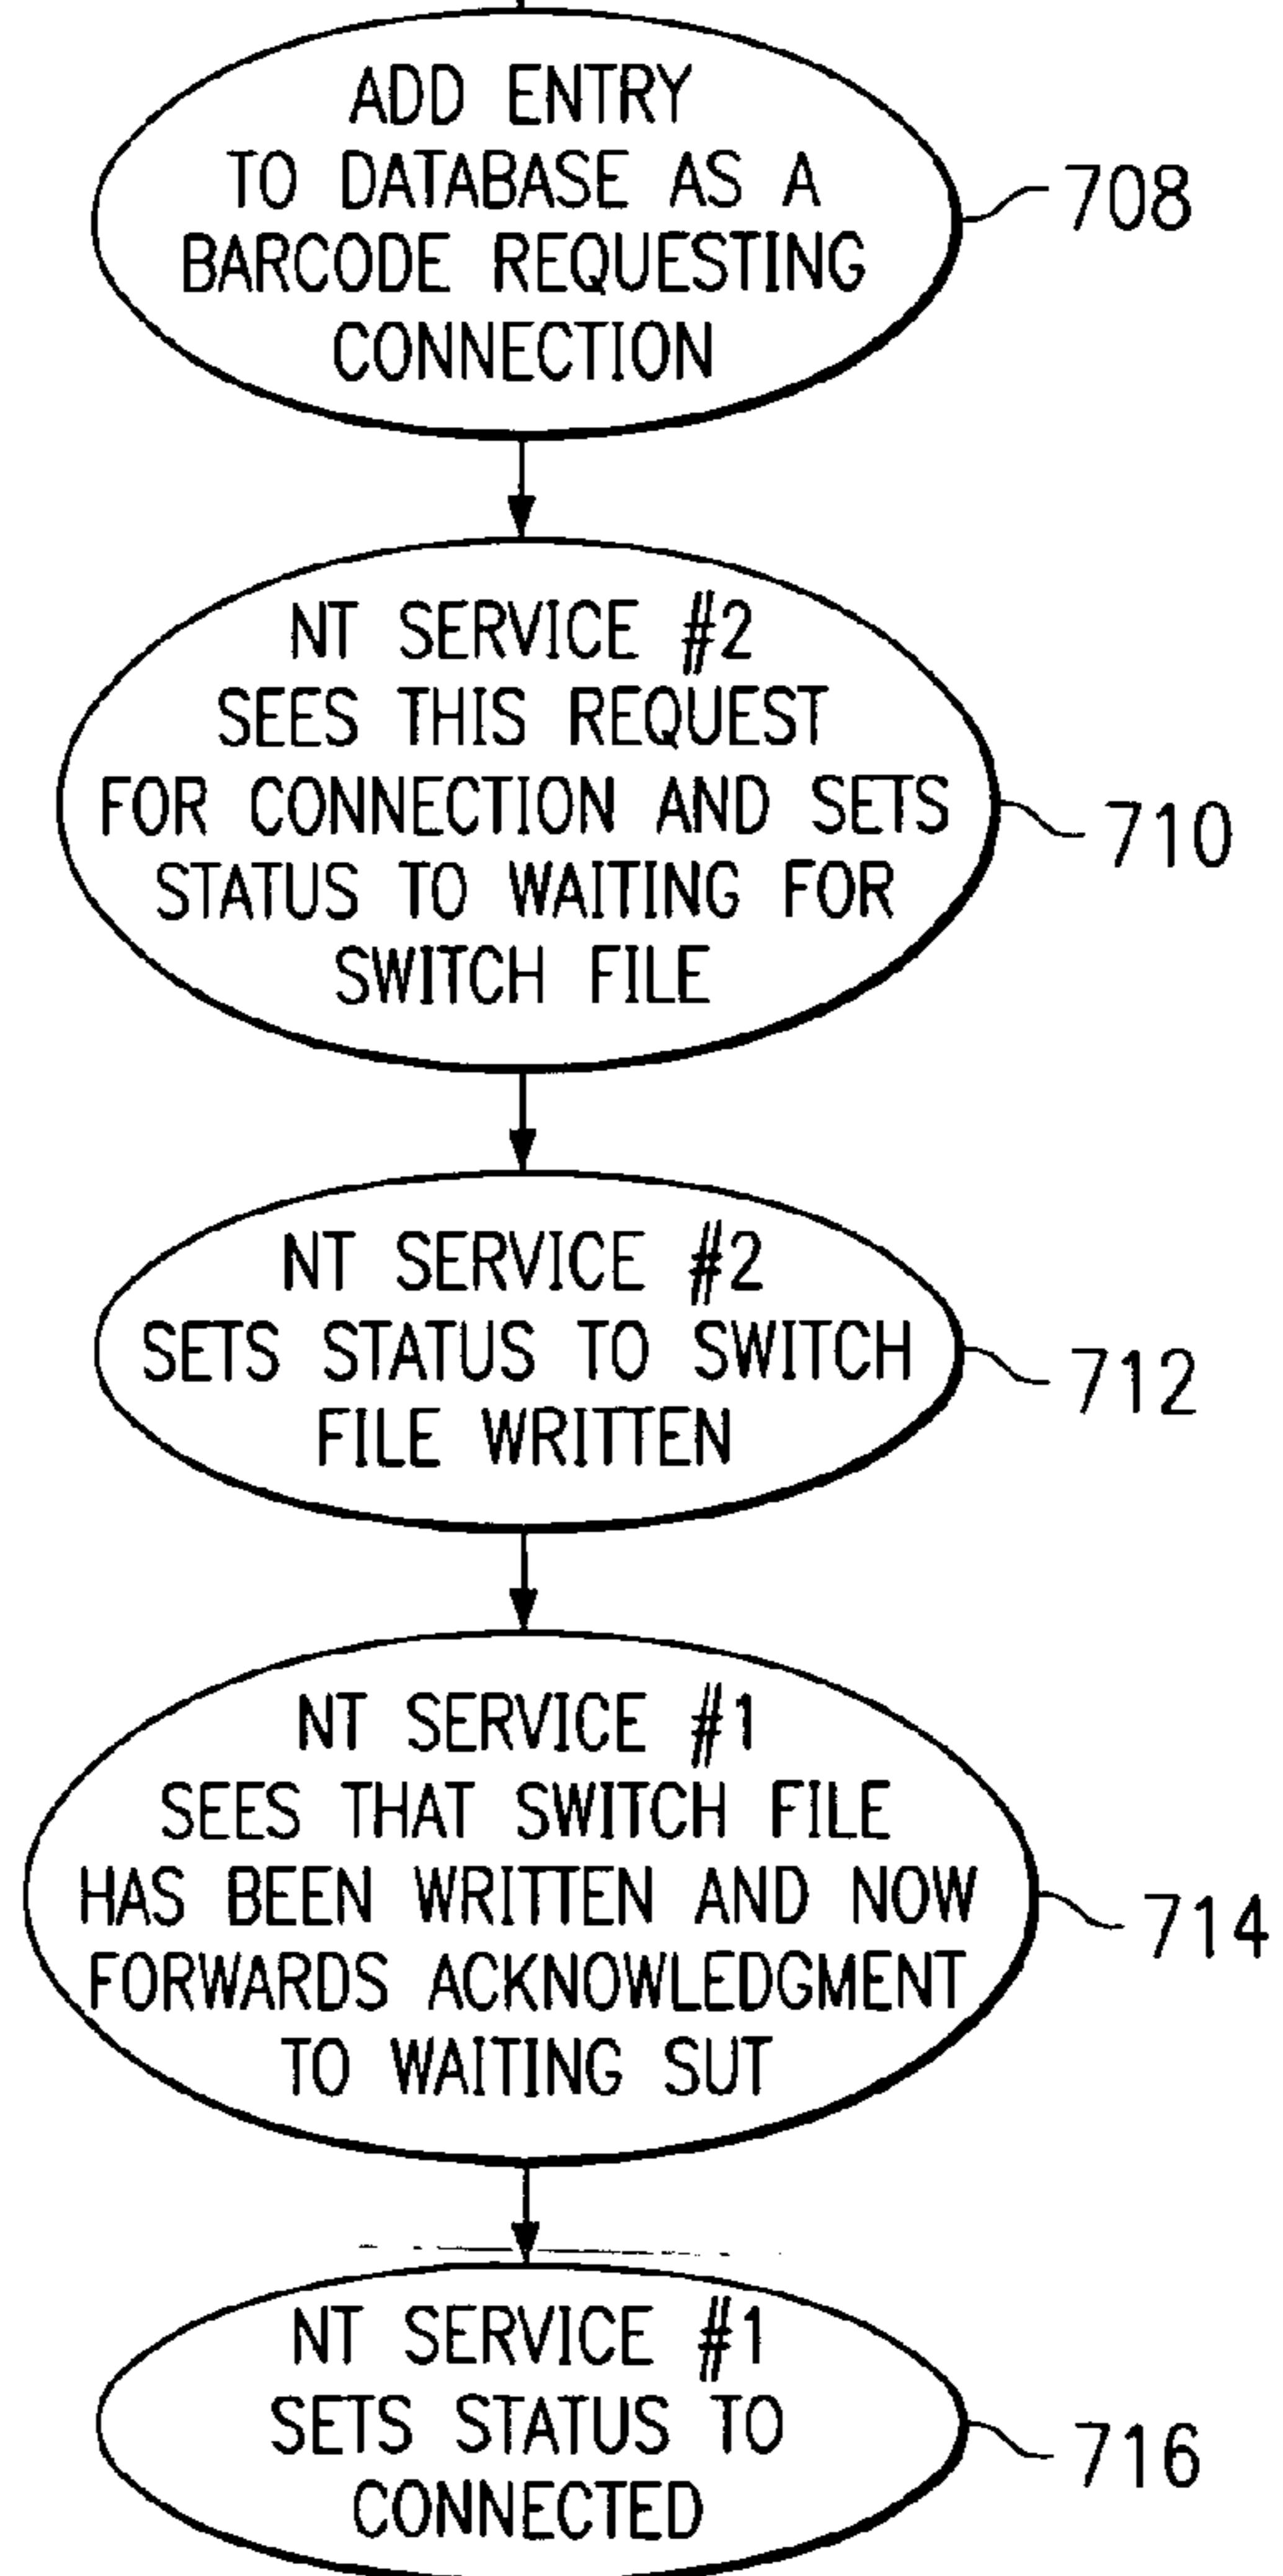 ADD ENTRY
TO DATABASE AS A
BARCODE REQUESTING
CONNECTION
708
NT SERVICE #2
SEES THIS REQUEST
FOR CONNECTION AND SETS
STATUS TO WAITING FOR
SWITCH FILE
710
NT SERVICE #2
SETS STATUS TO SWITCH
FILE WRITTEN
712
NT SERVICE #1
SEES THAT SWITCH FILE
HAS BEEN WRITTEN AND NOW
FORWARDS ACKNOWLEDGMENT
TO WAITING SUT
714
NT SERVICE #1
SETS STATUS TO
CONNECTED
716